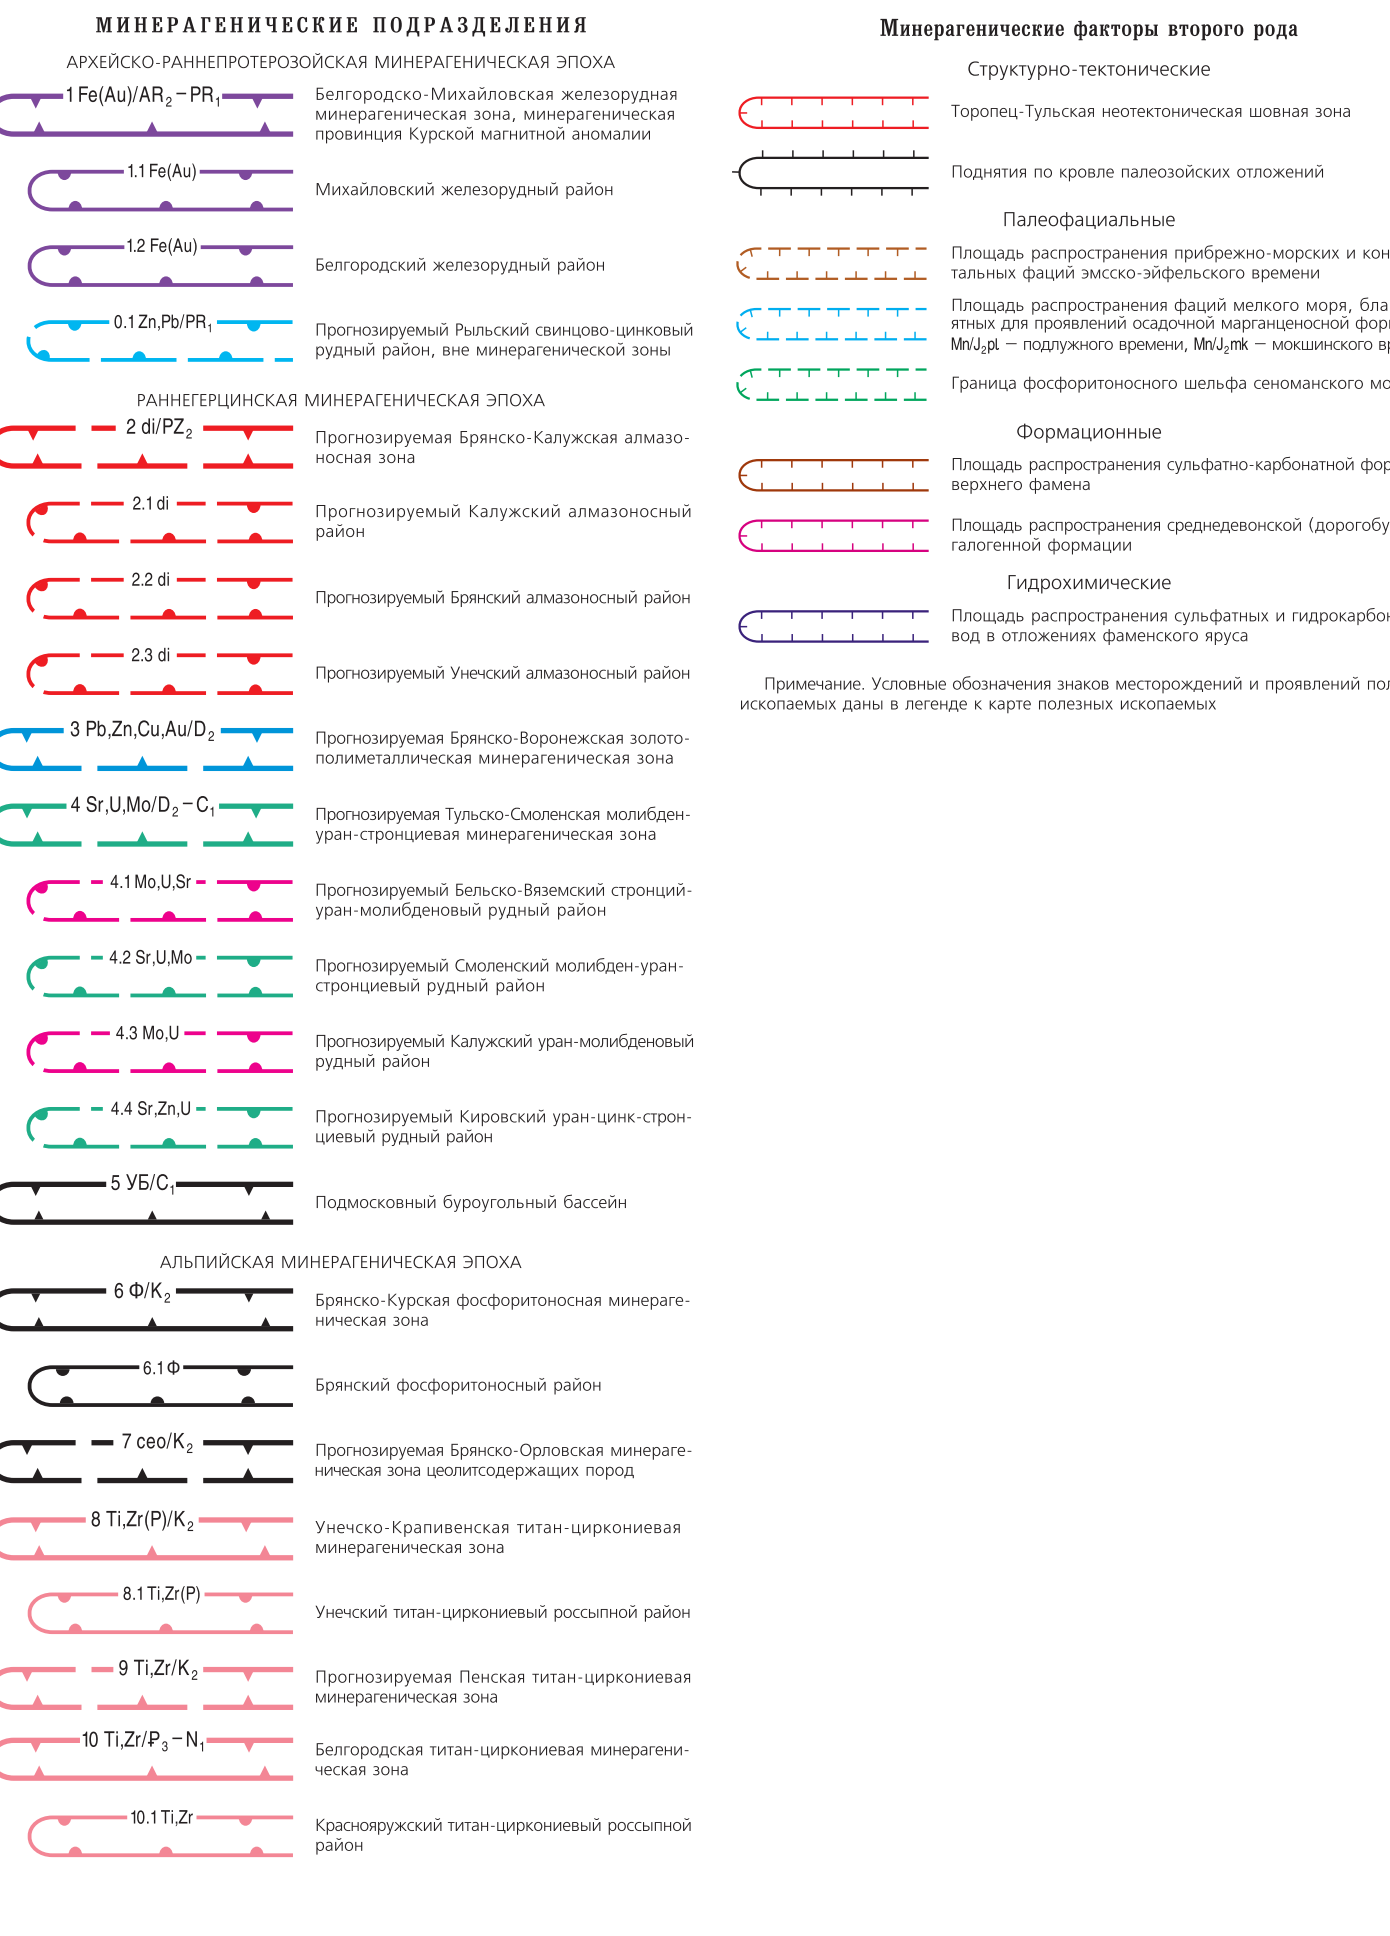 МИНЕРАГЕНИЧЕСКИЕ ПОДРАЗДЕЛЕНИЯ
АРХЕЙСКО-РАННЕПРОТЕРОЗОЙСКАЯ МИНЕРАГЕНИЧЕСКАЯ ЭПОХА
1 Fe(Au)/AR₂ – PR₁
Белгородско-Михайловская железорудная
минерагеническая зона, минерагеническая
провинция Курской магнитной аномалии
1.1 Fe(Au)
Михайловский железорудный район
1.2 Fe(Au)
Белгородский железорудный район
0.1 Zn,Pb/PR₁
Прогнозируемый Рыльский свинцово-цинковый
рудный район, вне минерагенической зоны
РАННЕГЕРЦИНСКАЯ МИНЕРАГЕНИЧЕСКАЯ ЭПОХА
2 di/PZ₂
Прогнозируемая Брянско-Калужская алмазо-
носная зона
2.1 di
Прогнозируемый Калужский алмазоносный
район
2.2 di
Прогнозируемый Брянский алмазоносный район
2.3 di
Прогнозируемый Унечский алмазоносный район
3 Pb,Zn,Cu,Au/D₂
Прогнозируемая Брянско-Воронежская золото-
полиметаллическая минерагеническая зона
4 Sr,U,Mo/D₂ – C₁
Прогнозируемая Тульско-Смоленская молибден-
уран-стронциевая минерагеническая зона
4.1 Mo,U,Sr
Прогнозируемый Бельско-Вяземский стронций-
уран-молибденовый рудный район
4.2 Sr,U,Mo
Прогнозируемый Смоленский молибден-уран-
стронциевый рудный район
4.3 Mo,U
Прогнозируемый Калужский уран-молибденовый
рудный район
4.4 Sr,Zn,U
Прогнозируемый Кировский уран-цинк-строн-
циевый рудный район
5 УБ/C₁
Подмосковный буроугольный бассейн
АЛЬПИЙСКАЯ МИНЕРАГЕНИЧЕСКАЯ ЭПОХА
6 Ф/K₂
Брянско-Курская фосфоритоносная минераге-
ническая зона
6.1 Ф
Брянский фосфоритоносный район
7 ceo/K₂
Прогнозируемая Брянско-Орловская минераге-
ническая зона цеолитсодержащих пород
8 Ti,Zr(P)/K₂
Унечско-Крапивенская титан-циркониевая
минерагеническая зона
8.1 Ti,Zr(P)
Унечский титан-циркониевый россыпной район
9 Ti,Zr/K₂
Прогнозируемая Пенская титан-циркониевая
минерагеническая зона
10 Ti,Zr/Ᵽ₃ – N₁
Белгородская титан-циркониевая минерагени-
ческая зона
10.1 Ti,Zr
Краснояружский титан-циркониевый россыпной
район
Минерагенические факторы второго рода
Структурно-тектонические
Торопец-Тульская неотектоническая шовная зона
Поднятия по кровле палеозойских отложений
Палеофациальные
Площадь распространения прибрежно-морских и кон
тальных фаций эмсско-эйфельского времени
Площадь распространения фаций мелкого моря, бла
ятных для проявлений осадочной марганценосной фор
Mn/J₂pl – подлужного времени, Mn/J₂mk – мокшинского в
Граница фосфоритоносного шельфа сеноманского мо
Формационные
Площадь распространения сульфатно-карбонатной фор
верхнего фамена
Площадь распространения среднедевонской (дорогобу
галогенной формации
Гидрохимические
Площадь распространения сульфатных и гидрокарбон
вод в отложениях фаменского яруса
Примечание. Условные обозначения знаков месторождений и проявлений пол
ископаемых даны в легенде к карте полезных ископаемых